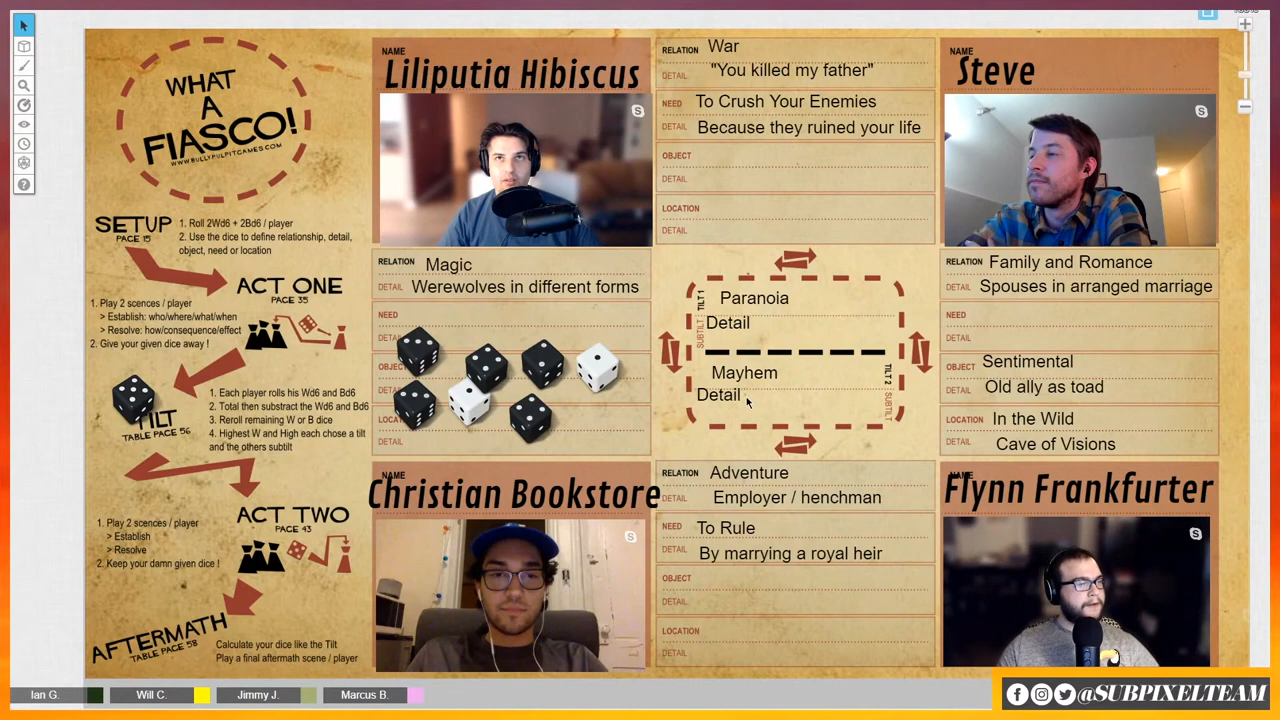 WHAT
A
FIASCO!
WWW.BULLYPULPITGAMES.COM
SETUP
PAGE 15
1. Roll 2Wd6 + 2Bd6 / player
2. Use the dice to define relationship, detail,
object, need or location
ACT ONE
PAGE 35
1. Play 2 scences / player
> Establish: who/where/what/when
> Resolve: how/consequence/effect
2. Give your given dice away !
TILT
TABLE PAGE 56
1. Each player rolls his Wd6 and Bd6
2. Total then substract the Wd6 and Bd6
3. Reroll remaining W or B dice
4. Highest W and High each chose a tilt
and the others subtilt
ACT TWO
PAGE 43
1. Play 2 scences / player
> Establish
> Resolve
2. Keep your damn given dice !
AFTERMATH
TABLE PAGE 58
Calculate your dice like the Tilt
Play a final aftermath scene / player
NAME
Liliputia Hibiscus
RELATION War
DETAIL "You killed my father"
NEED To Crush Your Enemies
DETAIL Because they ruined your life
OBJECT
DETAIL
LOCATION
DETAIL
NAME
Steve
RELATION Magic
DETAIL Werewolves in different forms
NEED
DETAIL
OBJECT
DETAIL
LOCATION
DETAIL
TILT 1
Paranoia
SUBTILT
Detail
Mayhem
TILT 2
Detail
SUBTILT
RELATION Family and Romance
DETAIL Spouses in arranged marriage
NEED
DETAIL
OBJECT Sentimental
DETAIL Old ally as toad
LOCATION In the Wild
DETAIL Cave of Visions
NAME
Christian Bookstore
RELATION Adventure
DETAIL Employer / henchman
NEED To Rule
DETAIL By marrying a royal heir
OBJECT
DETAIL
LOCATION
DETAIL
NAME
Flynn Frankfurter
Ian G.
Will C.
Jimmy J.
Marcus B.
@SUBPIXELTEAM